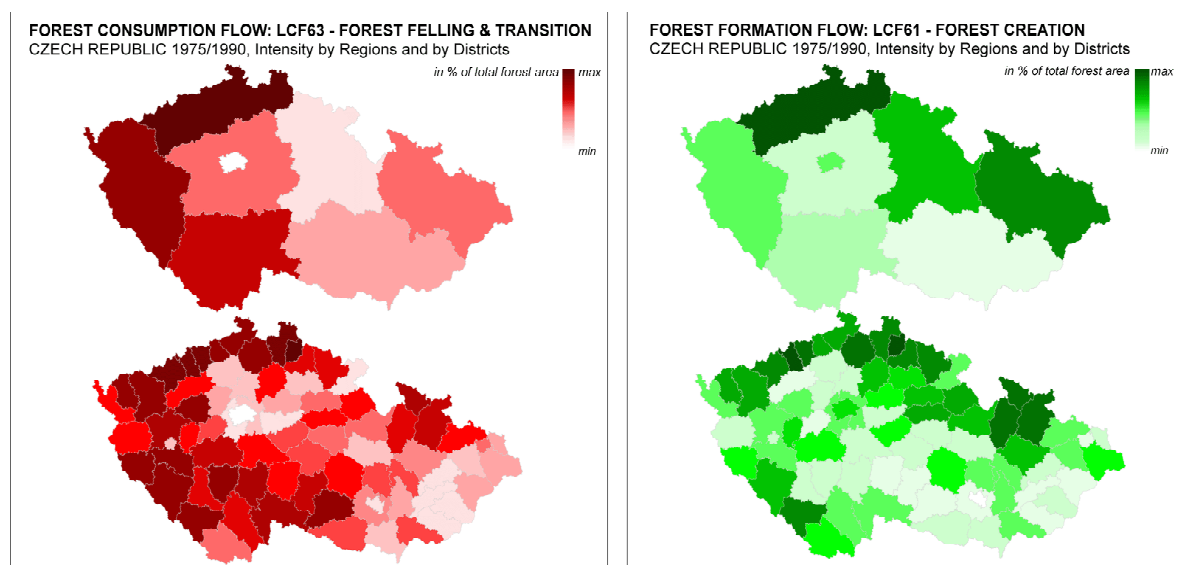 FOREST CONSUMPTION FLOW: LCF63 - FOREST FELLING & TRANSITION
CZECH REPUBLIC 1975/1990, Intensity by Regions and by Districts
in % of total forest area
max
min
FOREST FORMATION FLOW: LCF61 - FOREST CREATION
CZECH REPUBLIC 1975/1990, Intensity by Regions and by Districts
in % of total forest area
max
min